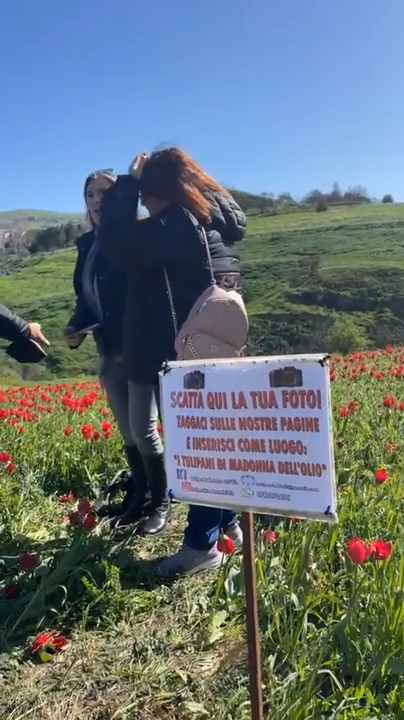 SCATTA QUI LA TUA FOTO!
TAGGACI SULLE NOSTRE PAGINE
E INSERISCI COME LUOGO:
"I TULIPANI DI MADONNA DELL'OLIO"